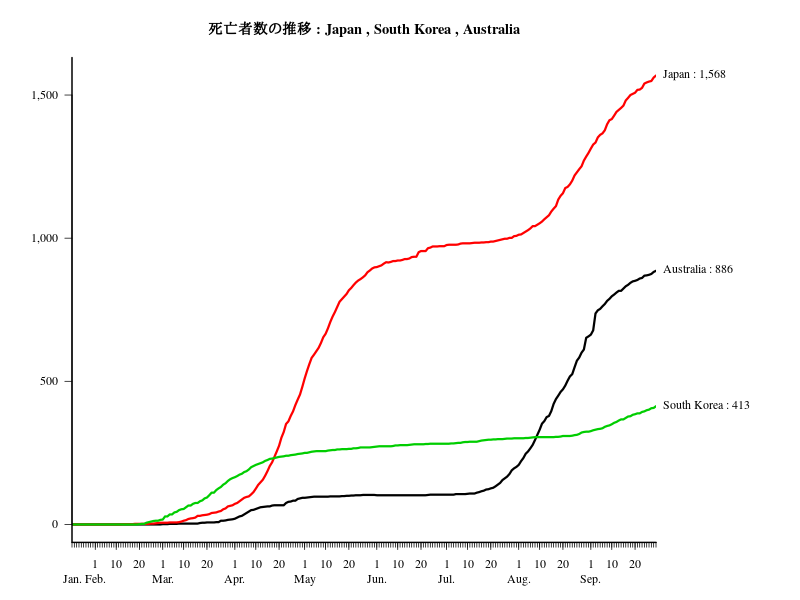 死亡者数の推移 : Japan , South Korea , Australia
Japan : 1,568
1,500
1,000
Australia : 886
500
South Korea : 413
0
1 10 20 1 10 20 1 10 20 1 10 20 1 10 20 1 10 20 1 10 20 1 10 20
Jan. Feb. Mar. Apr. May Jun. Jul. Aug. Sep.